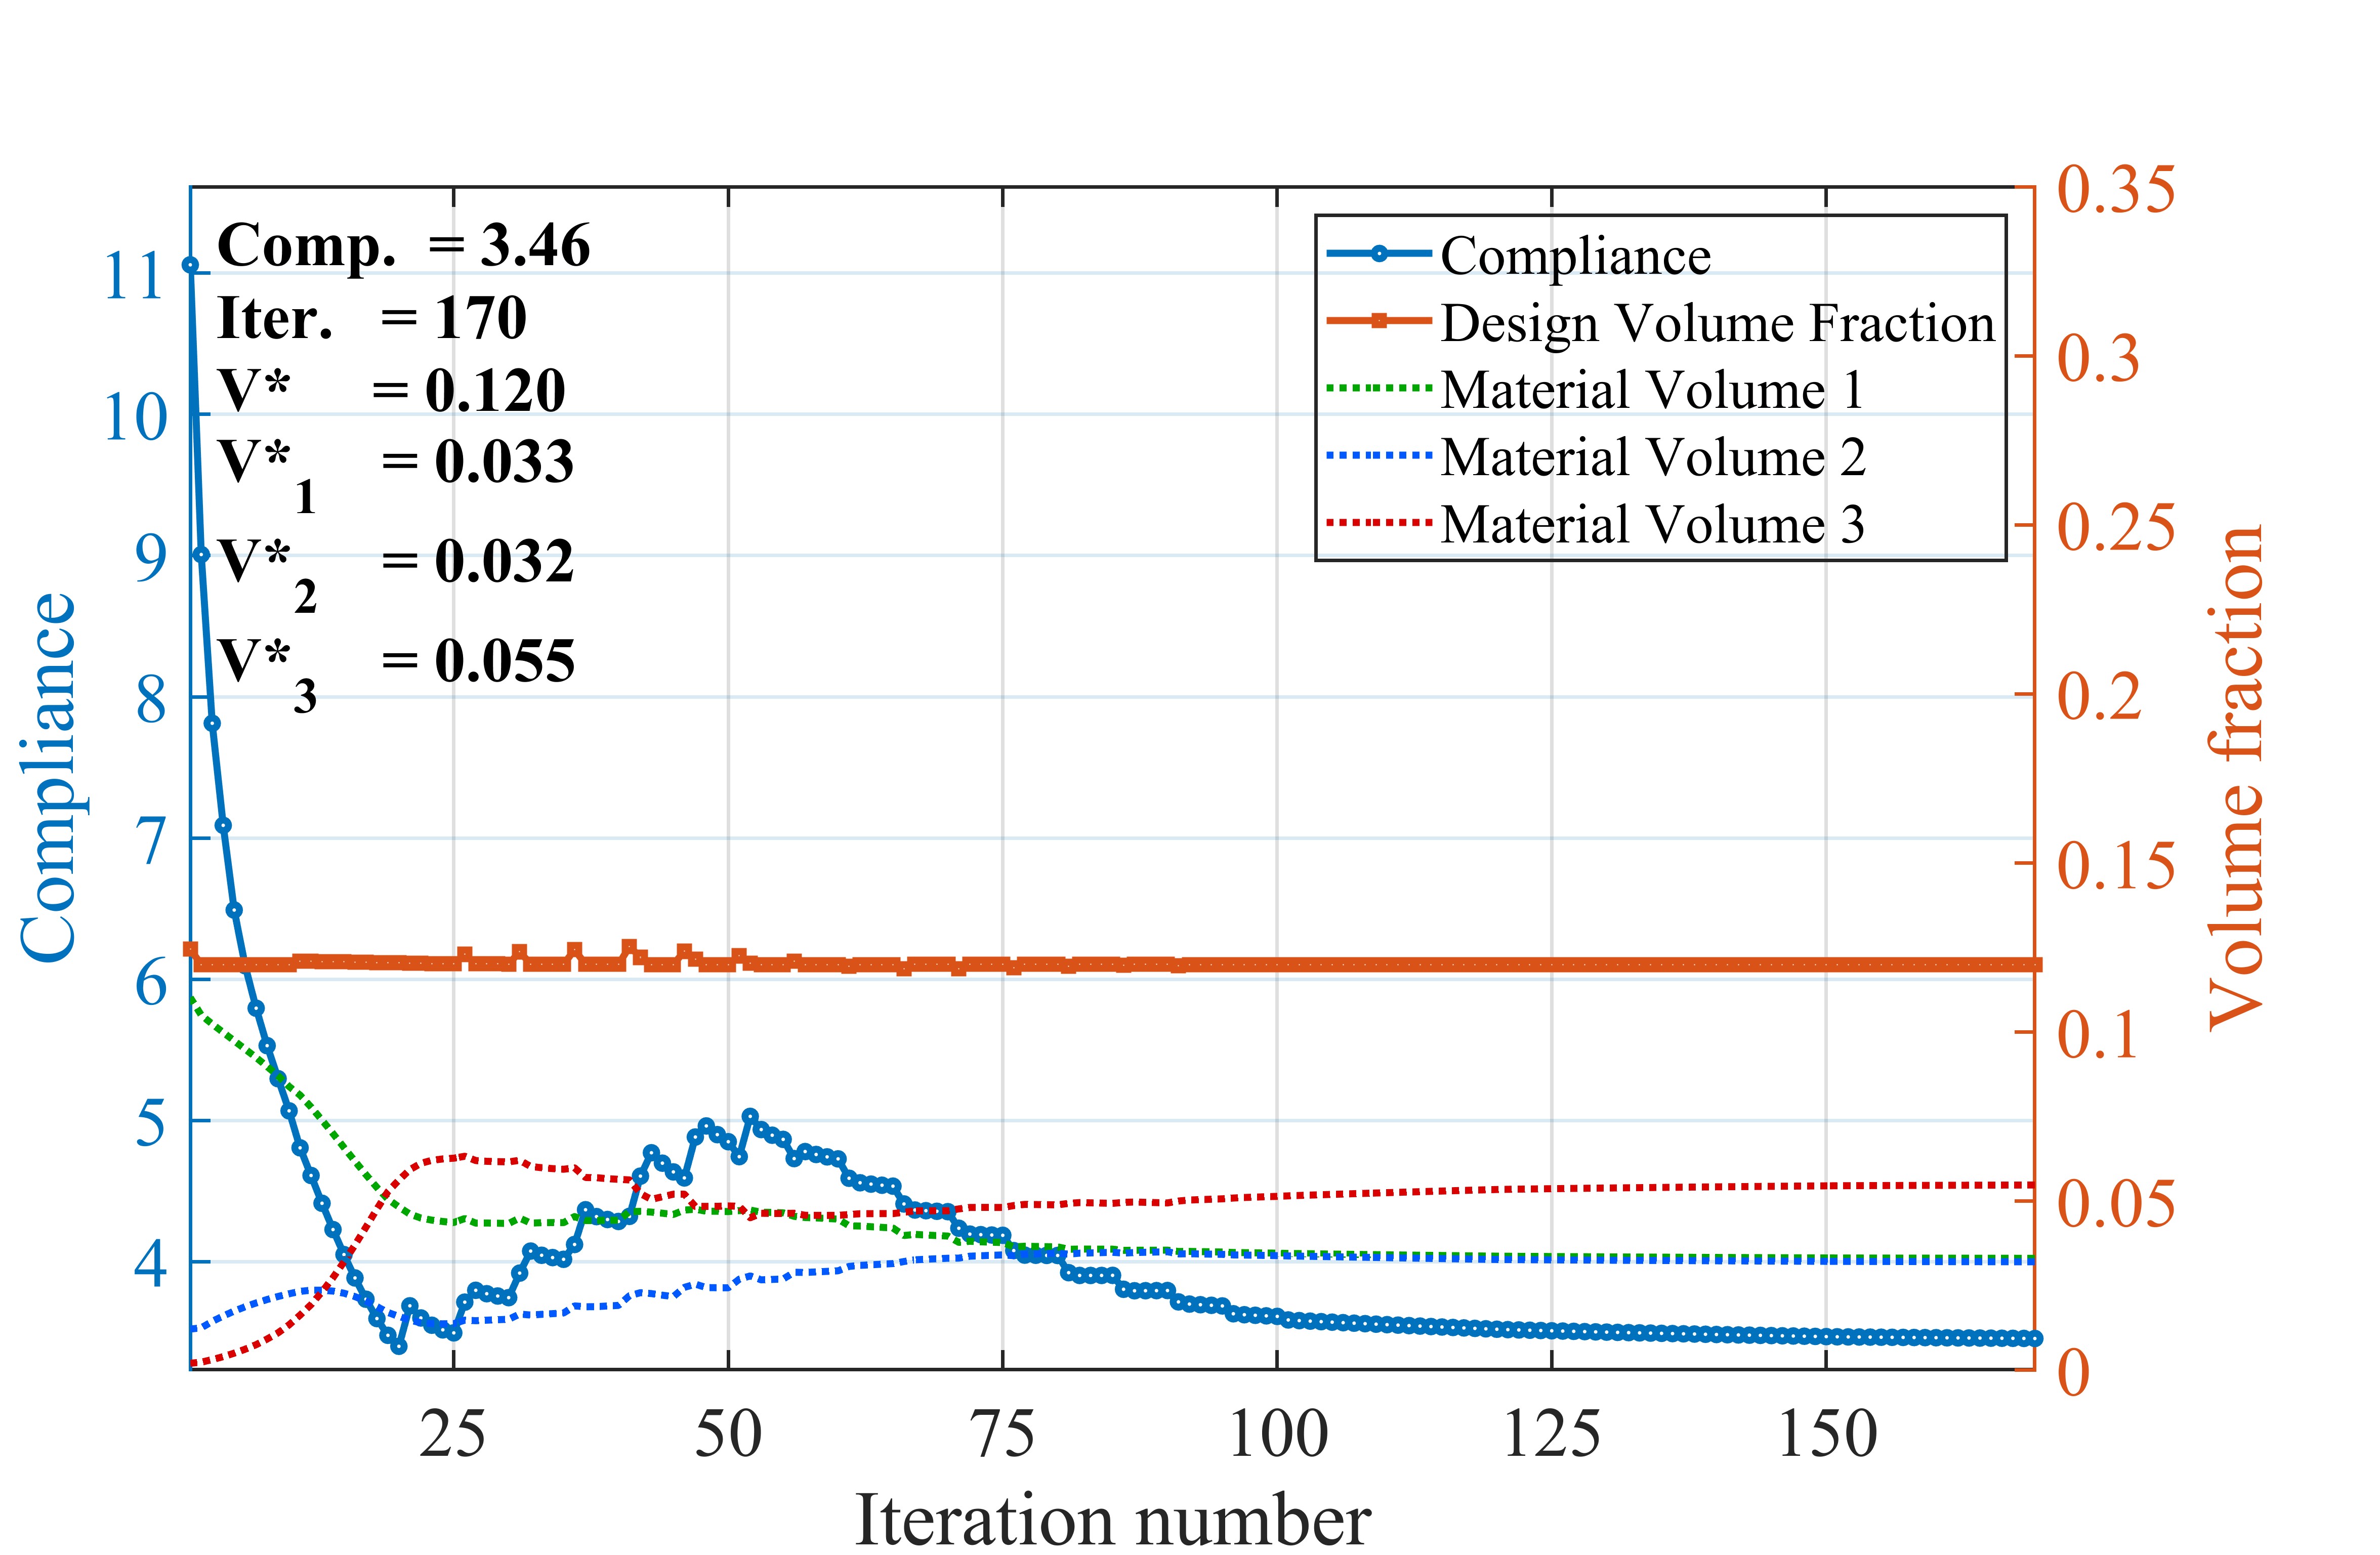 Comp. = 3.46
Iter. = 170
V* = 0.120
V*1 = 0.033
V*2 = 0.032
V*3 = 0.055
Compliance
Design Volume Fraction
Material Volume 1
Material Volume 2
Material Volume 3
Compliance
11
10
9
8
7
6
5
4
0.35
0.3
0.25
0.2
0.15
0.1
0.05
0
Volume fraction
25 50 75 100 125 150
Iteration number